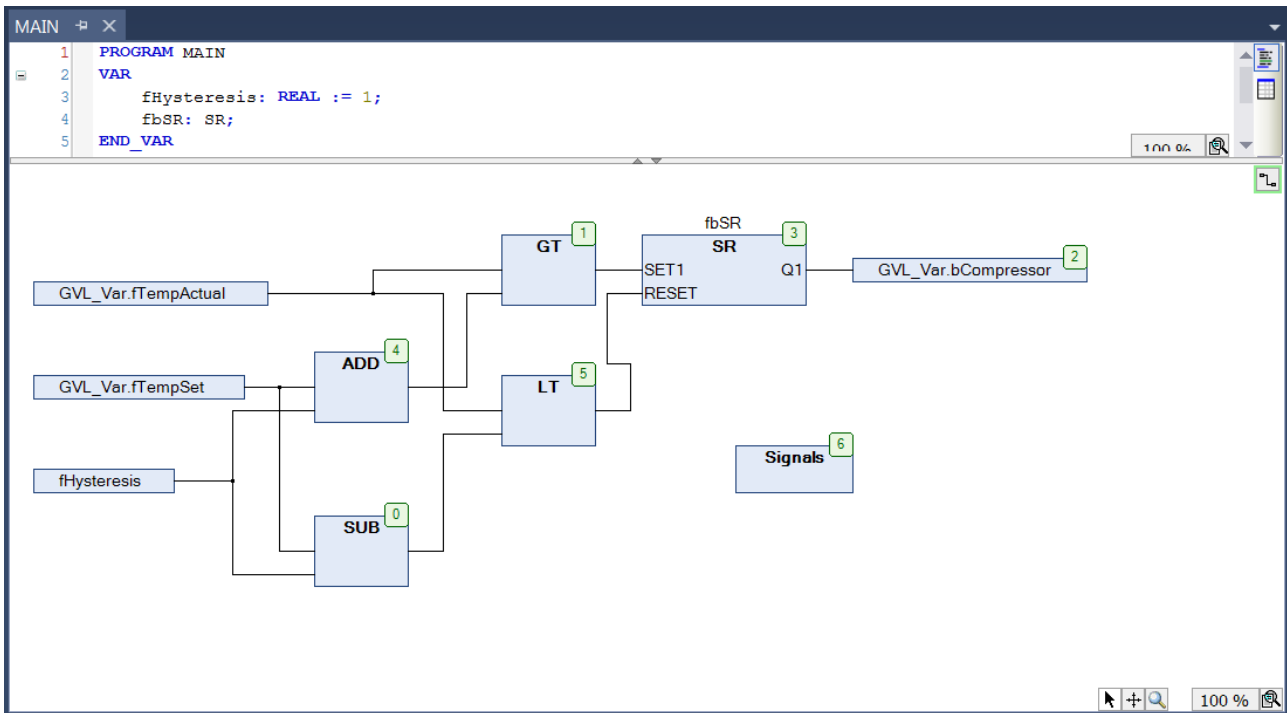 MAIN
1 PROGRAM MAIN
2 VAR
3 fHysteresis: REAL := 1;
4 fbSR: SR;
5 END_VAR
100 %
fbSR
GT 1
SR 3
SET1 Q1
RESET
GVL_Var.bCompressor 2
GVL_Var.fTempActual
ADD 4
GVL_Var.fTempSet
LT 5
Signals 6
fHysteresis
SUB 0
100 %